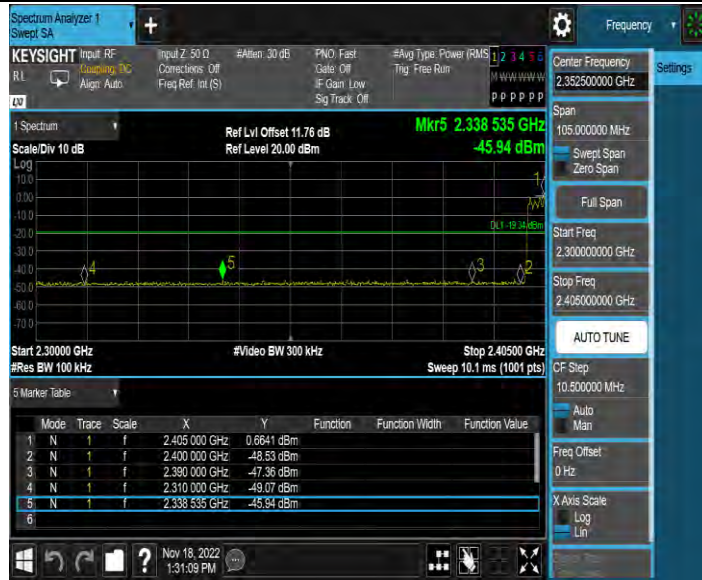 Spectrum Analyzer 1
Swept SA
+
Frequency
KEYSIGHT
RL
LXI
Input: RF
Coupling: DC
Align: Auto
Input Z: 50 Ω
Corrections: Off
Freq Ref: Int (S)
#Atten: 30 dB
PNO: Fast
Gate: Off
IF Gain: Low
Sig Track: Off
#Avg Type: Power (RMS
Trig: Free Run
1 2 3 4 5 6
M W W W W W
P P P P P P
1 Spectrum
Scale/Div 10 dB
Ref Lvl Offset 11.76 dB
Ref Level 20.00 dBm
Mkr5 2.338 535 GHz
-45.94 dBm
Log
10.0
0.00
-10.0
-20.0
-30.0
-40.0
-50.0
-60.0
-70.0
DL1 -19.34 dBm
1
4
5
3
2
Start 2.30000 GHz
#Res BW 100 kHz
#Video BW 300 kHz
Stop 2.40500 GHz
Sweep 10.1 ms (1001 pts)
5 Marker Table
Mode Trace Scale X Y Function Function Width Function Value
1 N 1 f 2.405 000 GHz 0.6641 dBm
2 N 1 f 2.400 000 GHz -48.53 dBm
3 N 1 f 2.390 000 GHz -47.36 dBm
4 N 1 f 2.310 000 GHz -49.07 dBm
5 N 1 f 2.338 535 GHz -45.94 dBm
6
?
Nov 18, 2022
1:31:09 PM
Center Frequency
2.352500000 GHz
Settings
Span
105.000000 MHz
Swept Span
Zero Span
Full Span
Start Freq
2.300000000 GHz
Stop Freq
2.405000000 GHz
AUTO TUNE
CF Step
10.500000 MHz
Auto
Man
Freq Offset
0 Hz
X Axis Scale
Log
Lin